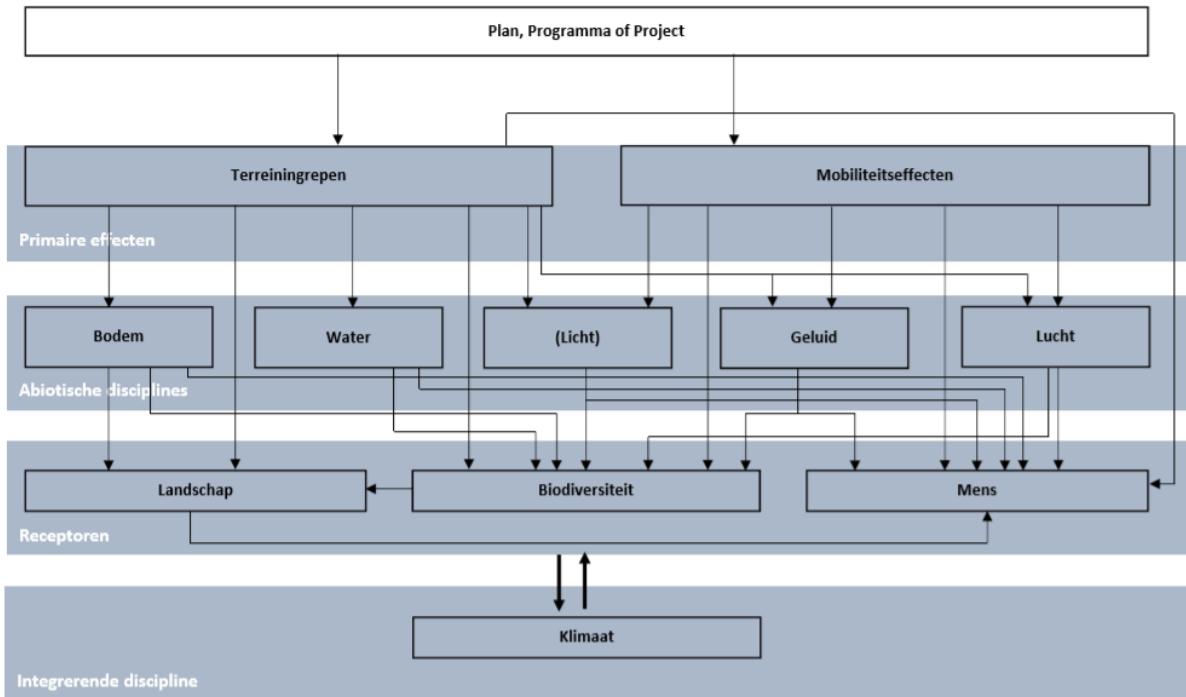 Plan, Programma of Project
Terreiningrepen
Mobiliteitseffecten
Primaire effecten
Bodem
Water
(Licht)
Geluid
Lucht
Abiotische disciplines
Landschap
Biodiversiteit
Mens
Receptoren
Klimaat
Integrerende discipline